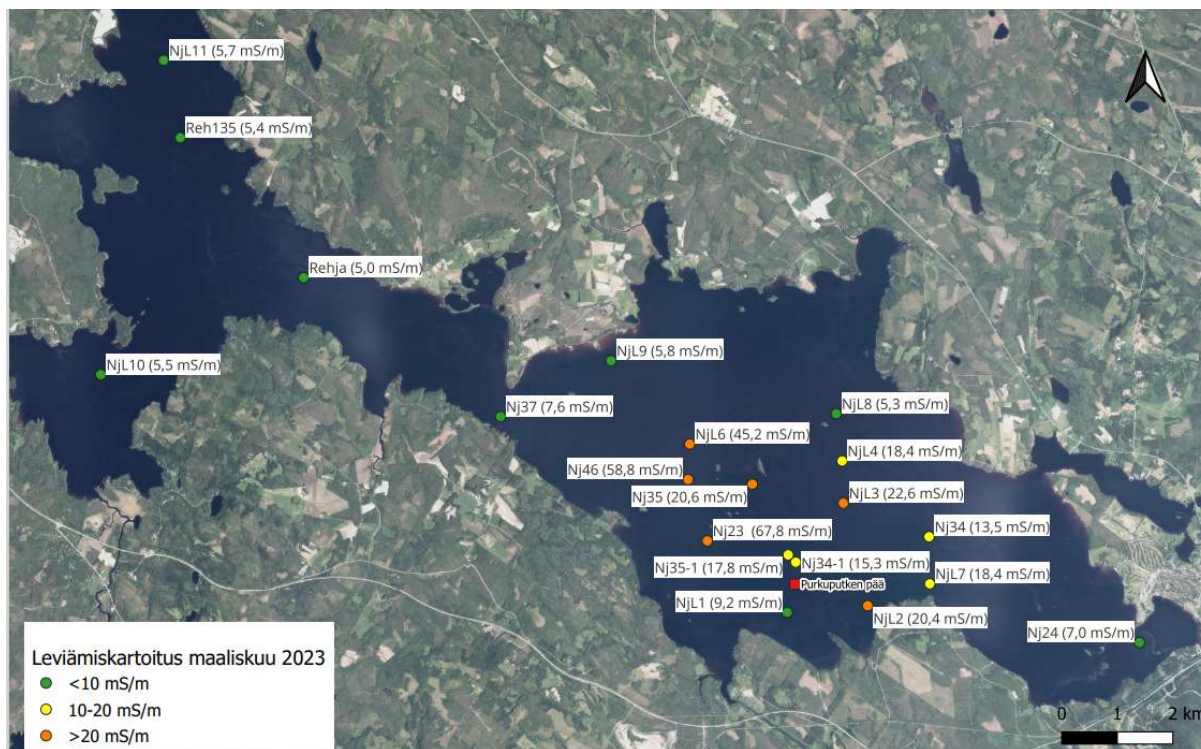 NjL11 (5,7 mS/m)
Reh135 (5,4 mS/m)
Rehja (5,0 mS/m)
NjL10 (5,5 mS/m)
NjL9 (5,8 mS/m)
Nj37 (7,6 mS/m)
NjL8 (5,3 mS/m)
NjL6 (45,2 mS/m)
NjL4 (18,4 mS/m)
Nj46 (58,8 mS/m)
Nj35 (20,6 mS/m)
NjL3 (22,6 mS/m)
Nj23 (67,8 mS/m)
Nj34 (13,5 mS/m)
Nj35-1 (17,8 mS/m)
Nj34-1 (15,3 mS/m)
Purkuputken pää
NjL7 (18,4 mS/m)
NjL1 (9,2 mS/m)
NjL2 (20,4 mS/m)
Nj24 (7,0 mS/m)
Leviämiskartoitus maaliskuu 2023
<10 mS/m
10-20 mS/m
>20 mS/m
0 1 2 km